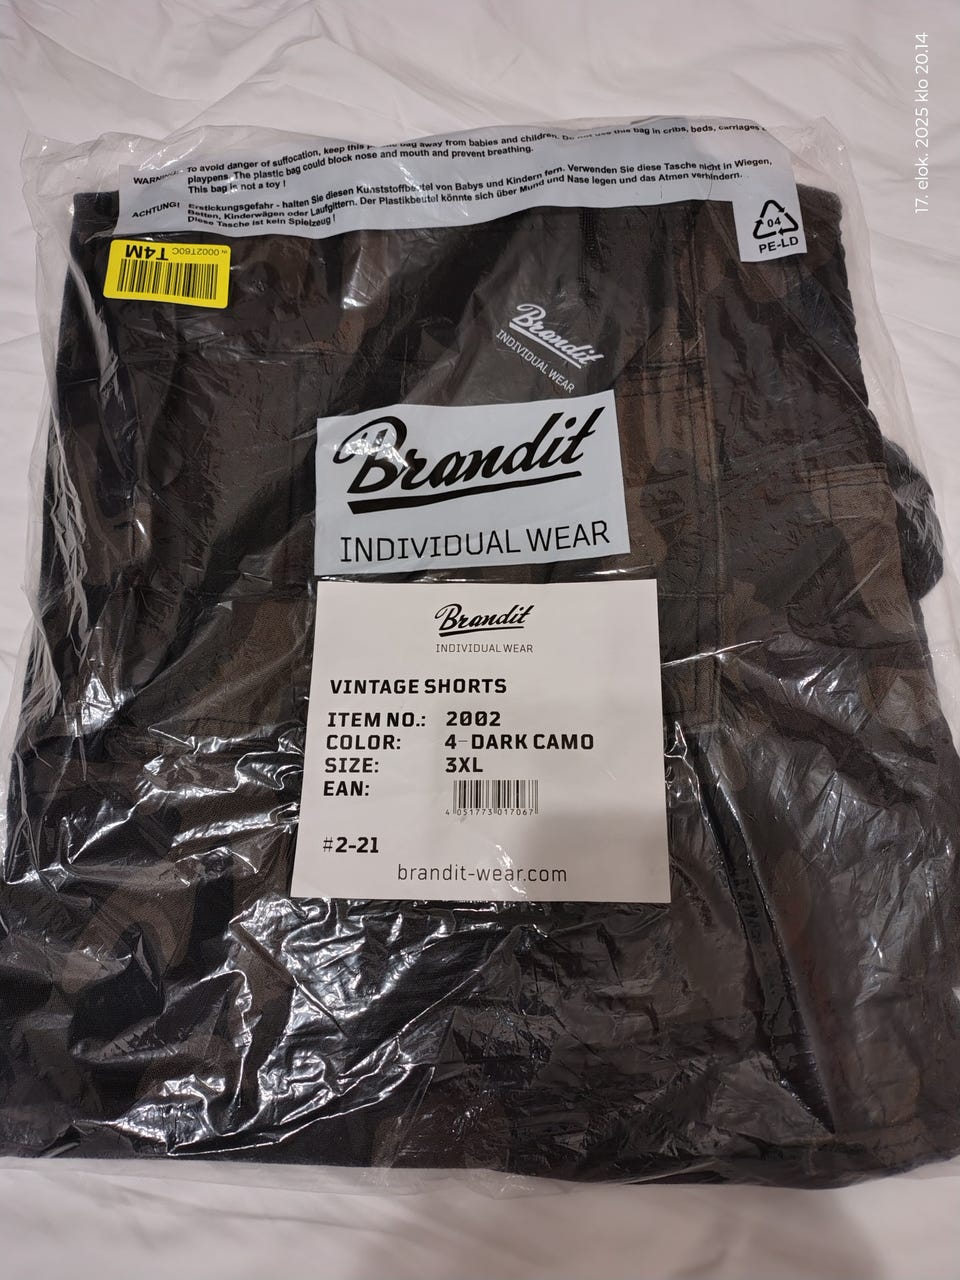 17. elok. 2025 klo 20.14
WARNING! To avoid danger of suffocation, keep this plastic bag away from babies and children. Do not use this bag in cribs, beds, carriages
playpens. The plastic bag could block nose and mouth and prevent breathing.
This bag is not a toy !
ACHTUNG! Erstickungsgefahr - halten Sie diesen Kunststoffbeutel von Babys und Kindern fern. Verwenden Sie diese Tasche nicht in Wiegen,
Betten, Kinderwägen oder Laufgittern. Der Plastikbeutel könnte sich über Mund und Nase legen und das Atmen verhindern.
Diese Tasche ist kein Spielzeug !
04
PE-LD
T4M
w.0002T60C
Brandit
INDIVIDUAL WEAR
Brandit
INDIVIDUAL WEAR
Brandit
INDIVIDUAL WEAR
VINTAGE SHORTS
ITEM NO.: 2002
COLOR: 4-DARK CAMO
SIZE: 3XL
EAN:
4 051773 017067
#2-21
brandit-wear.com